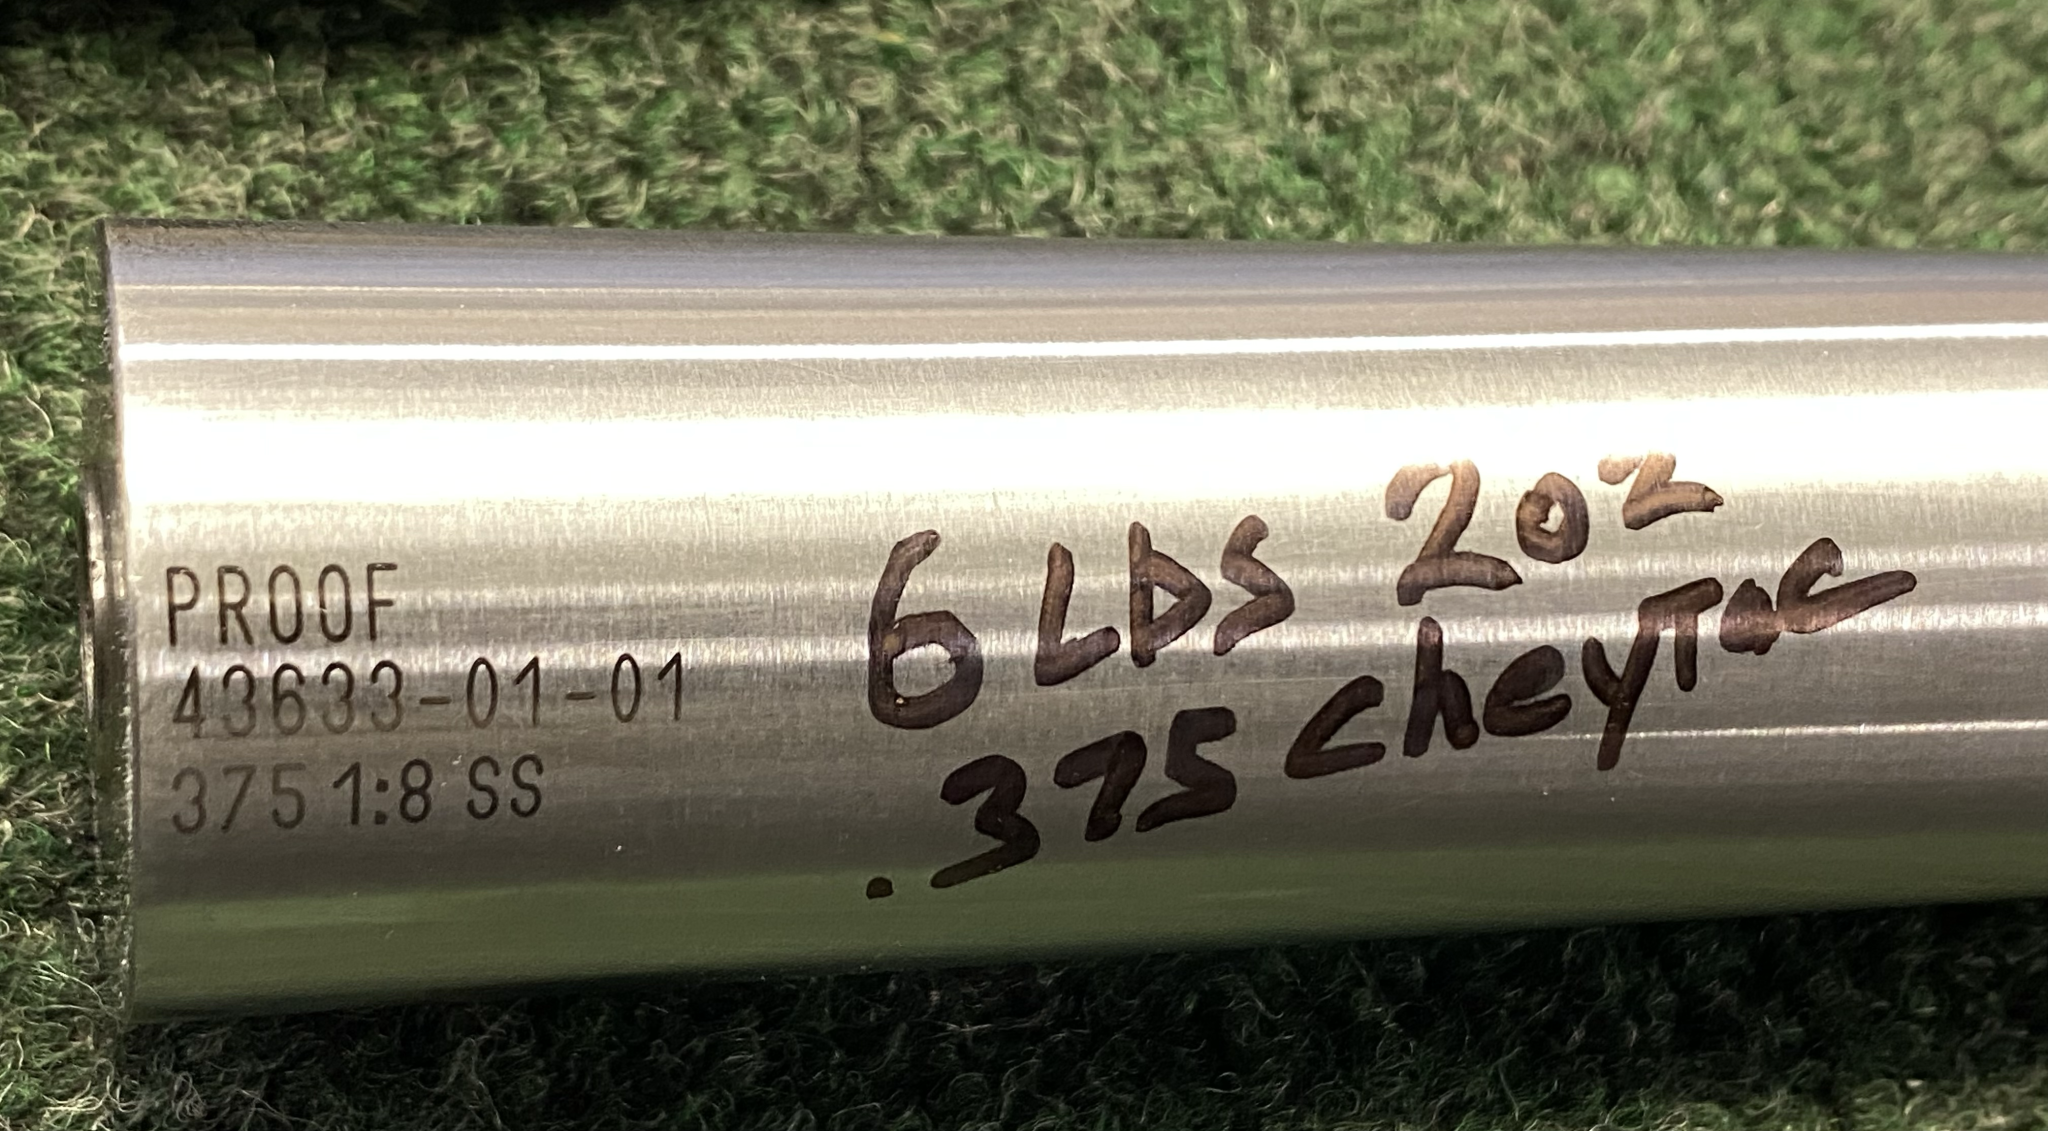 PROOF
43633-01-01
375 1:8 SS
6 LbS 2oz
.375 CheyTaC